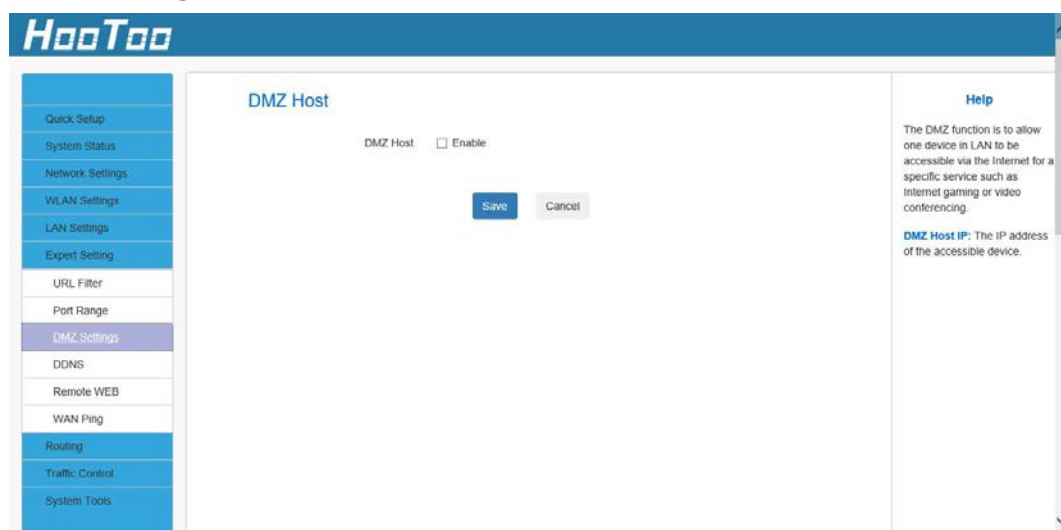 HooToo
Quick Setup
System Status
Network Settings
WLAN Settings
LAN Settings
Expert Setting
URL Filter
Port Range
DMZ Settings
DDNS
Remote WEB
WAN Ping
Routing
Traffic Control
System Tools
DMZ Host
DMZ Host Enable
Save Cancel
Help
The DMZ function is to allow
one device in LAN to be
accessible via the Internet for a
specific service such as
Internet gaming or video
conferencing.
DMZ Host IP: The IP address
of the accessible device.